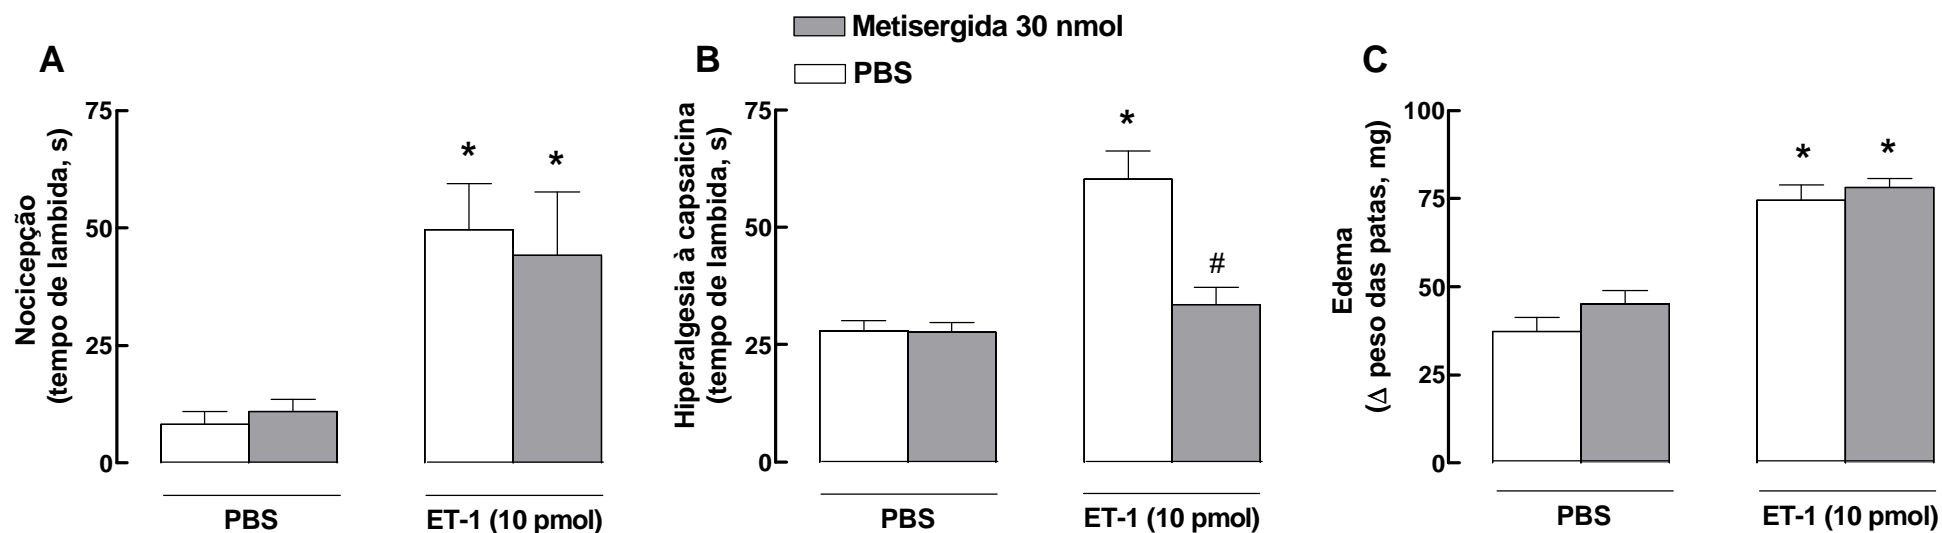 Metisergida 30 nmol
PBS
A
75
50
25
0
Nocicepção
(tempo de lambida, s)
*
*
PBS
ET-1 (10 pmol)
B
75
50
25
0
Hiperalgesia à capsaicina
(tempo de lambida, s)
*
#
PBS
ET-1 (10 pmol)
C
100
75
50
25
0
Edema
(Δ peso das patas, mg)
*
*
PBS
ET-1 (10 pmol)